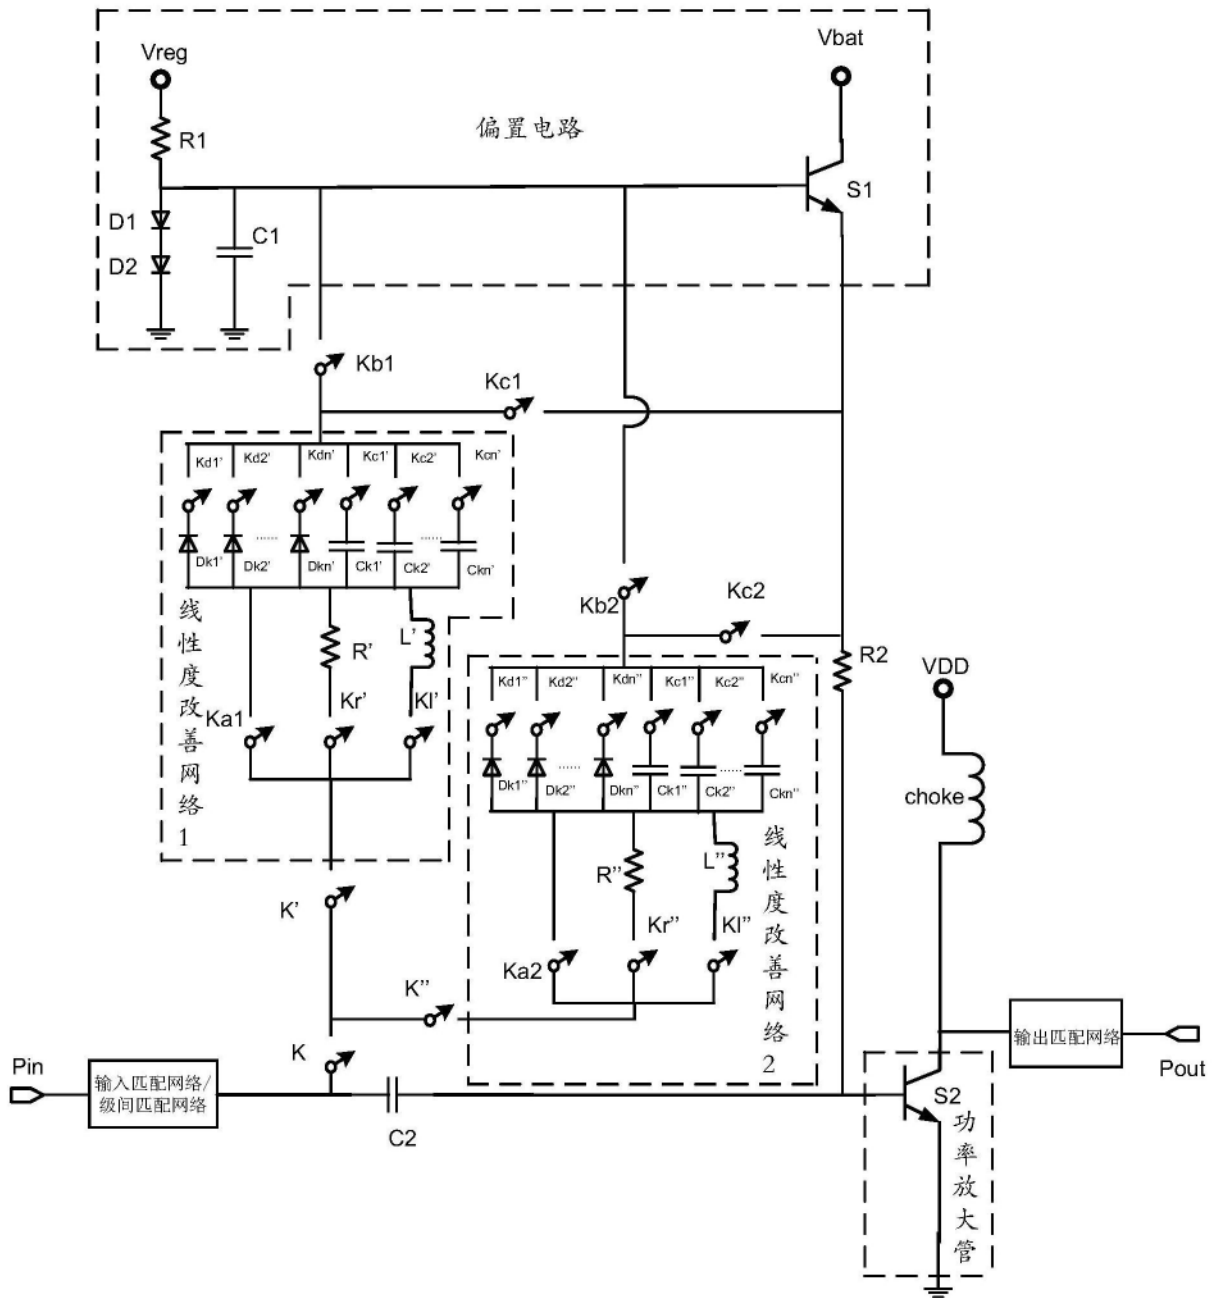 Vreg
Vbat
偏置电路
R1
S1
D1
C1
D2
Kb1
Kc1
Kd1'
Kd2'
Kdn'
Kc1'
Kc2'
Kcn'
......
......
Dk1'
Dk2'
Dkn'
Ck1'
Ck2'
Ckn'
线性度改善网络1
R'
L'
Ka1
Kr'
Kl'
Kb2
Kc2
R2
VDD
Kd1''
Kd2''
Kdn''
Kc1''
Kc2''
Kcn''
......
......
Dk1''
Dk2''
Dkn''
Ck1''
Ck2''
Ckn''
choke
线性度改善网络2
R''
L''
Ka2
Kr''
Kl''
K'
K''
K
Pin
输入匹配网络/
级间匹配网络
C2
S2
功率放大管
输出匹配网络
Pout